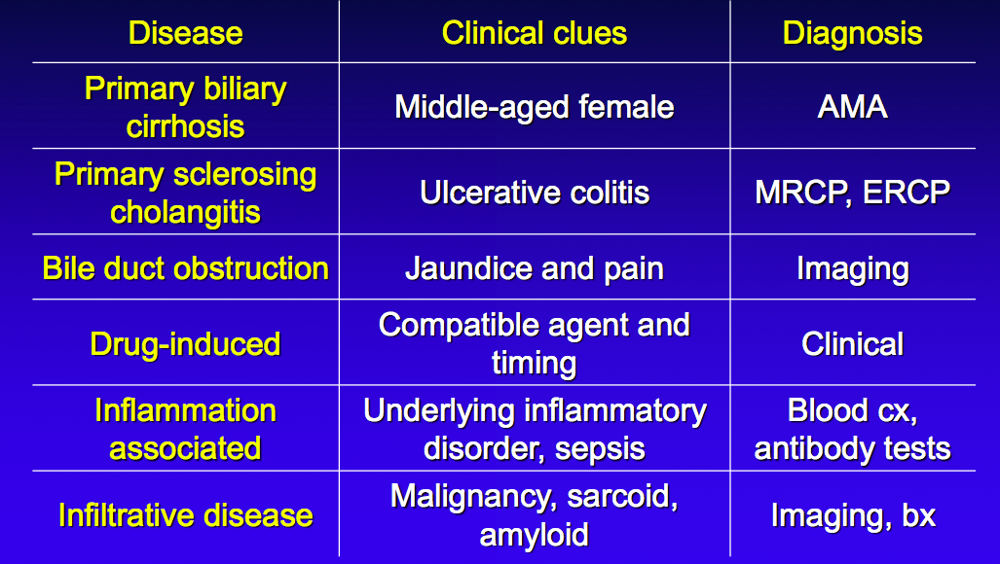 Disease Clinical clues Diagnosis
Primary biliary
cirrhosis
Middle-aged female
AMA
Primary sclerosing
cholangitis
Ulcerative colitis
MRCP, ERCP
Bile duct obstruction
Jaundice and pain
Imaging
Drug-induced
Compatible agent and
timing
Clinical
Inflammation
associated
Underlying inflammatory
disorder, sepsis
Blood cx,
antibody tests
Infiltrative disease
Malignancy, sarcoid,
amyloid
Imaging, bx